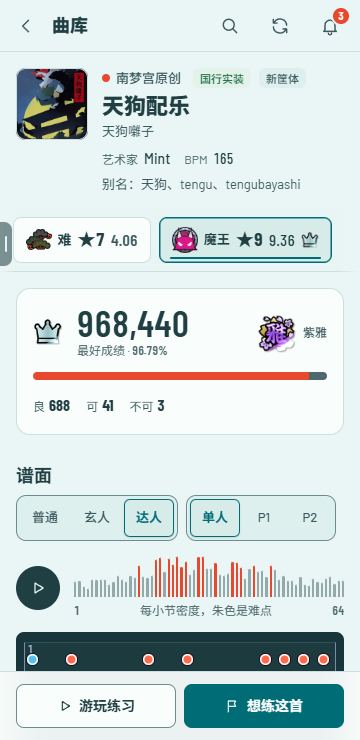 曲库
3
南梦宫原创 国行实装 新筐体
天狗配乐
天狗囃子
艺术家 Mint BPM 165
别名：天狗、tengu、tengubayashi
难 ★7 4.06
魔王 ★9 9.36
968,440
最好成绩 · 96.79%
雅
紫雅
良 688 可 41 不可 3
谱面
普通 玄人 达人 单人 P1 P2
1 每小节密度，朱色是难点 64
1
游玩练习 想练这首